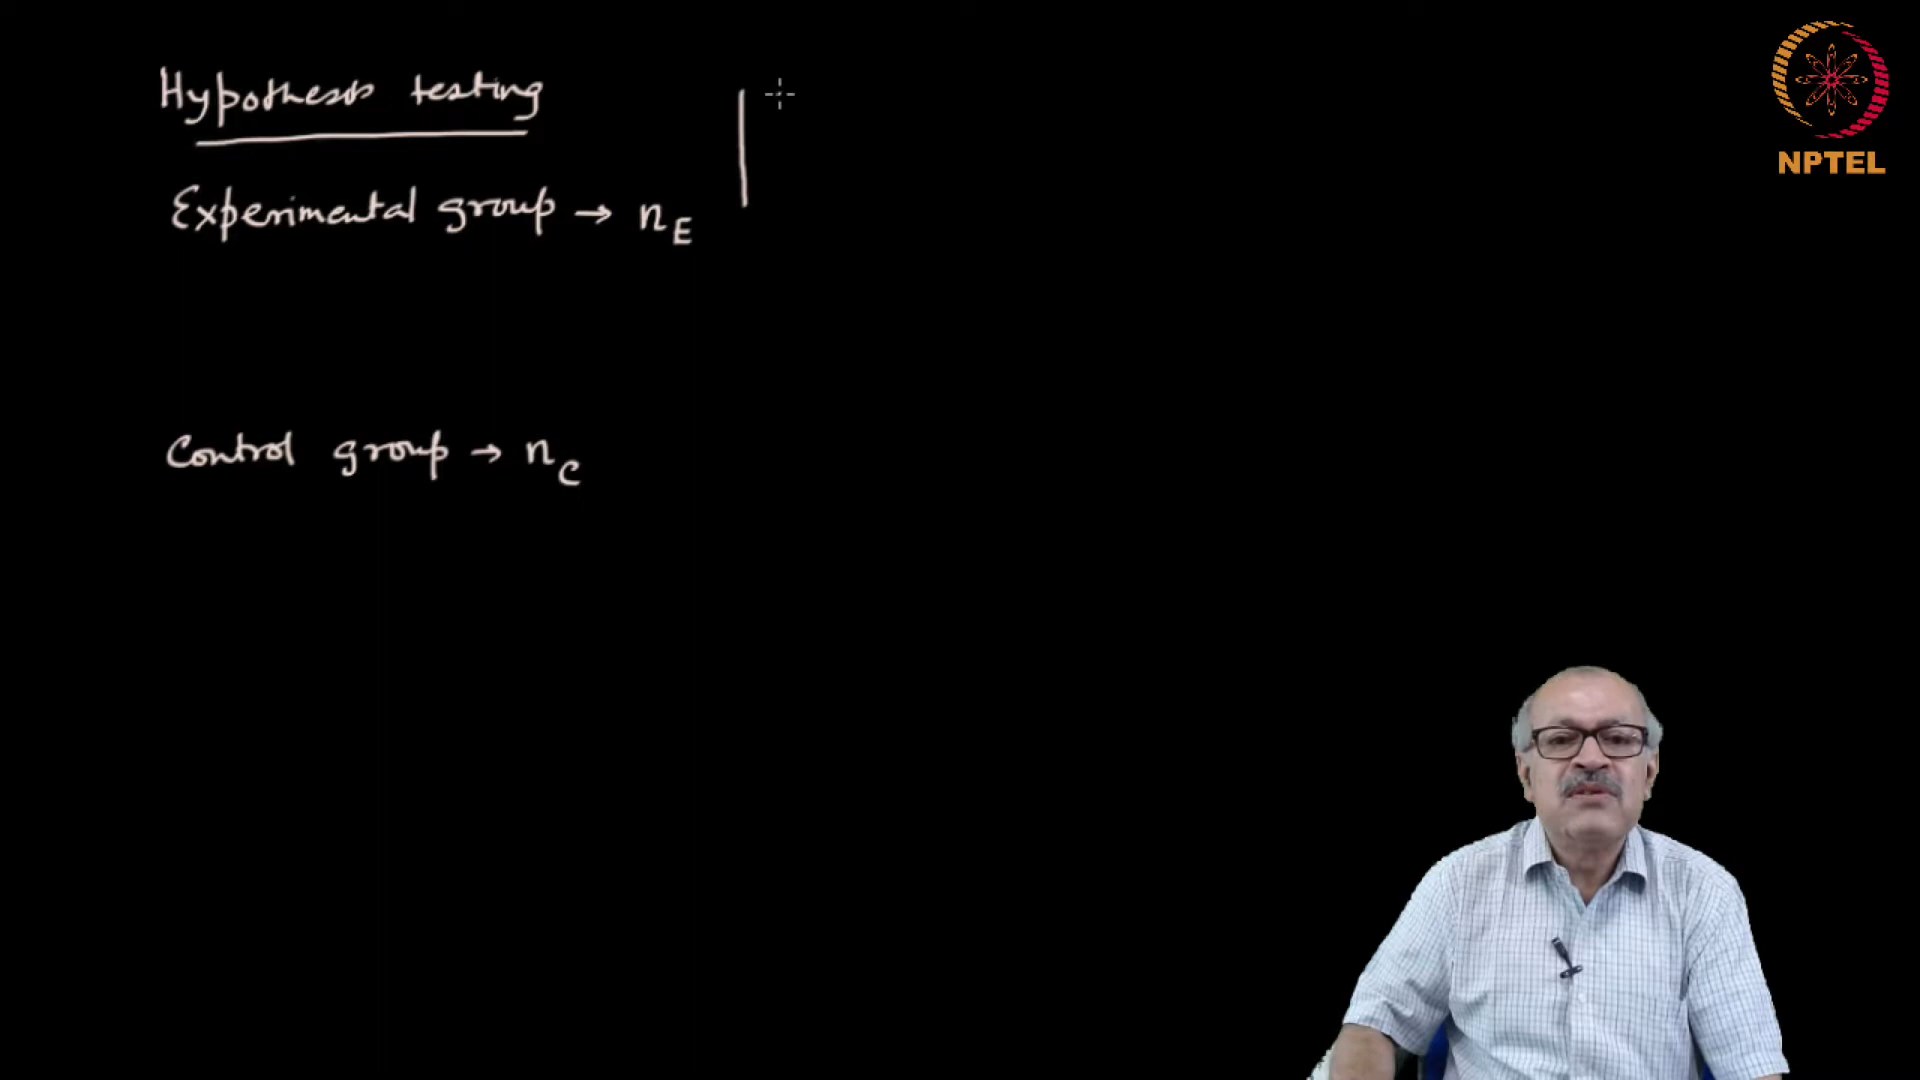 Hypothesis testing
NPTEL
Experimental group → n_E
Control group → n_C